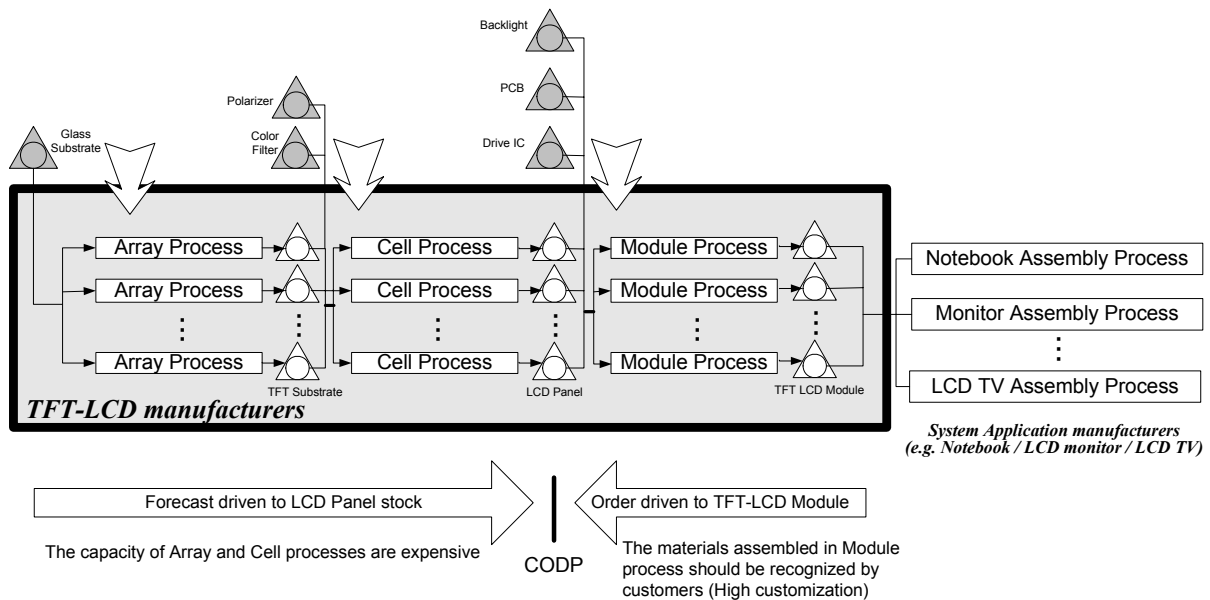 Backlight
PCB
Drive IC
Polarizer
Color
Filter
Glass
Substrate
Array Process
Cell Process
Module Process
Array Process
Cell Process
Module Process
Array Process
Cell Process
Module Process
TFT Substrate
LCD Panel
TFT LCD Module
TFT-LCD manufacturers
Notebook Assembly Process
Monitor Assembly Process
LCD TV Assembly Process
System Application manufacturers
(e.g. Notebook / LCD monitor / LCD TV)
Forecast driven to LCD Panel stock
Order driven to TFT-LCD Module
The capacity of Array and Cell processes are expensive
CODP
The materials assembled in Module
process should be recognized by
customers (High customization)